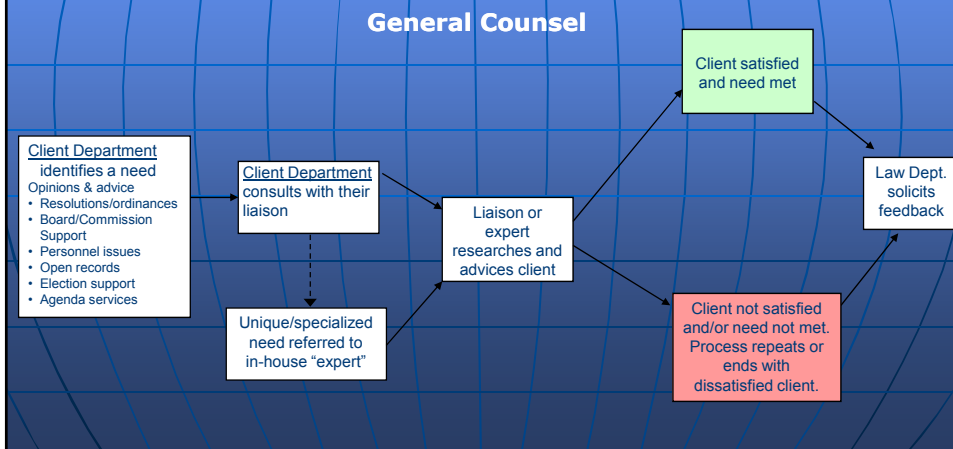 General Counsel
Client Department
identifies a need
Opinions & advice
• Resolutions/ordinances
• Board/Commission
Support
• Personnel issues
• Open records
• Election support
• Agenda services
Client Department
consults with their
liaison
Unique/specialized
need referred to
in-house “expert”
Liaison or
expert
researches and
advices client
Client satisfied
and need met
Client not satisfied
and/or need not met.
Process repeats or
ends with
dissatisfied client.
Law Dept.
solicits
feedback